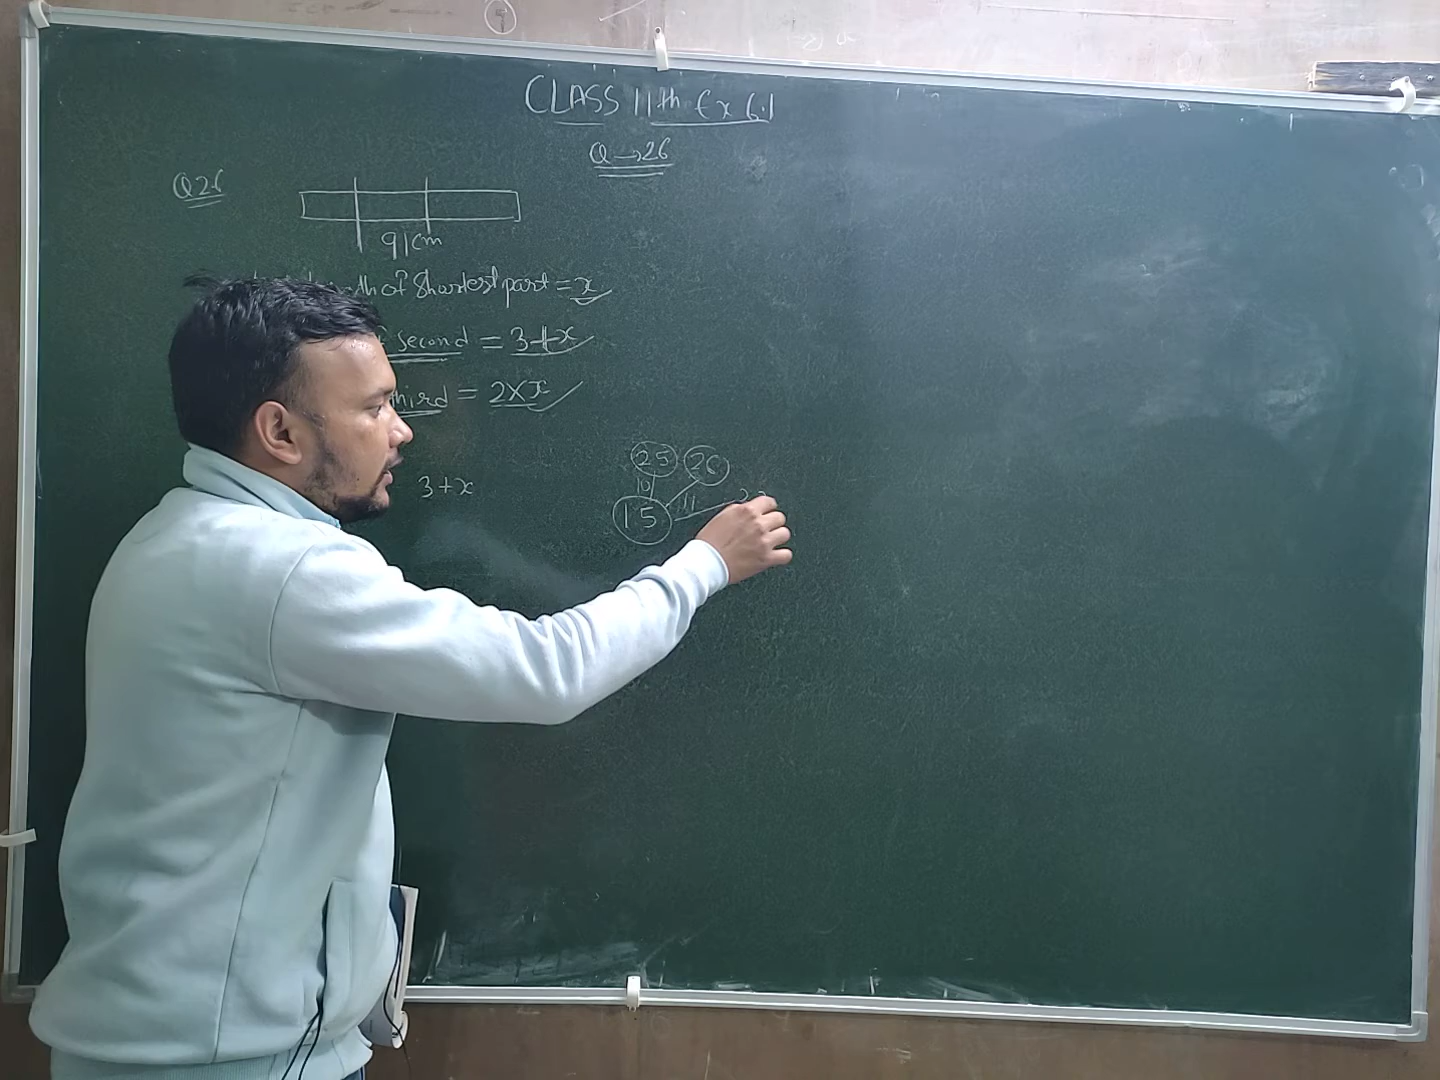 CLASS 11th Ex 6.1
Q→26
Q26
91cm
of Shortest part = x
second = 3+x
third = 2×x
3+x
25 26
10
11
15